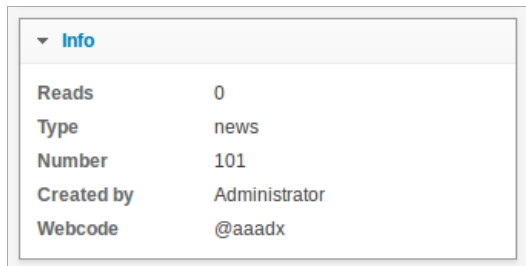 Info
Reads 0
Type news
Number 101
Created by Administrator
Webcode @aaadx